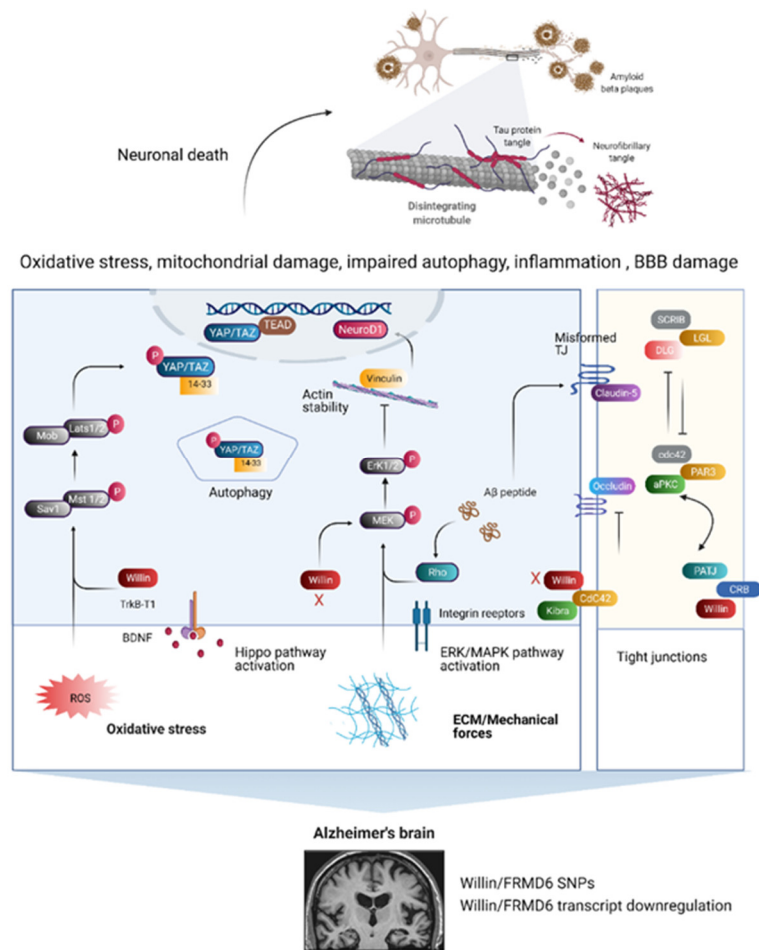 Amyloid
beta plaques
Tau protein
tangle
Neurofibrillary
tangle
Neuronal death
Disintegrating
microtubule
Oxidative stress, mitochondrial damage, impaired autophagy, inflammation , BBB damage
YAP/TAZ
TEAD
NeuroD1
P
YAP/TAZ
14-33
Vinculin
Actin
stability
Misformed
TJ
Claudin-5
SCRIB
LGL
DLG
Mob
Lats1/2
P
P
YAP/TAZ
14-33
Autophagy
ErK1/2
P
cdc42
PAR3
aPKC
Occludin
Sav1
Mst 1/2
P
MEK
P
Aβ peptide
Willin
TrkB-T1
BDNF
Willin
X
Rho
X
Willin
CdC42
Kibra
PATJ
CRB
Willin
Integrin reeptors
Hippo pathway
activation
ERK/MAPK pathway
activation
Tight junctions
ROS
Oxidative stress
ECM/Mechanical
forces
Alzheimer's brain
Willin/FRMD6 SNPs
Willin/FRMD6 transcript downregulation